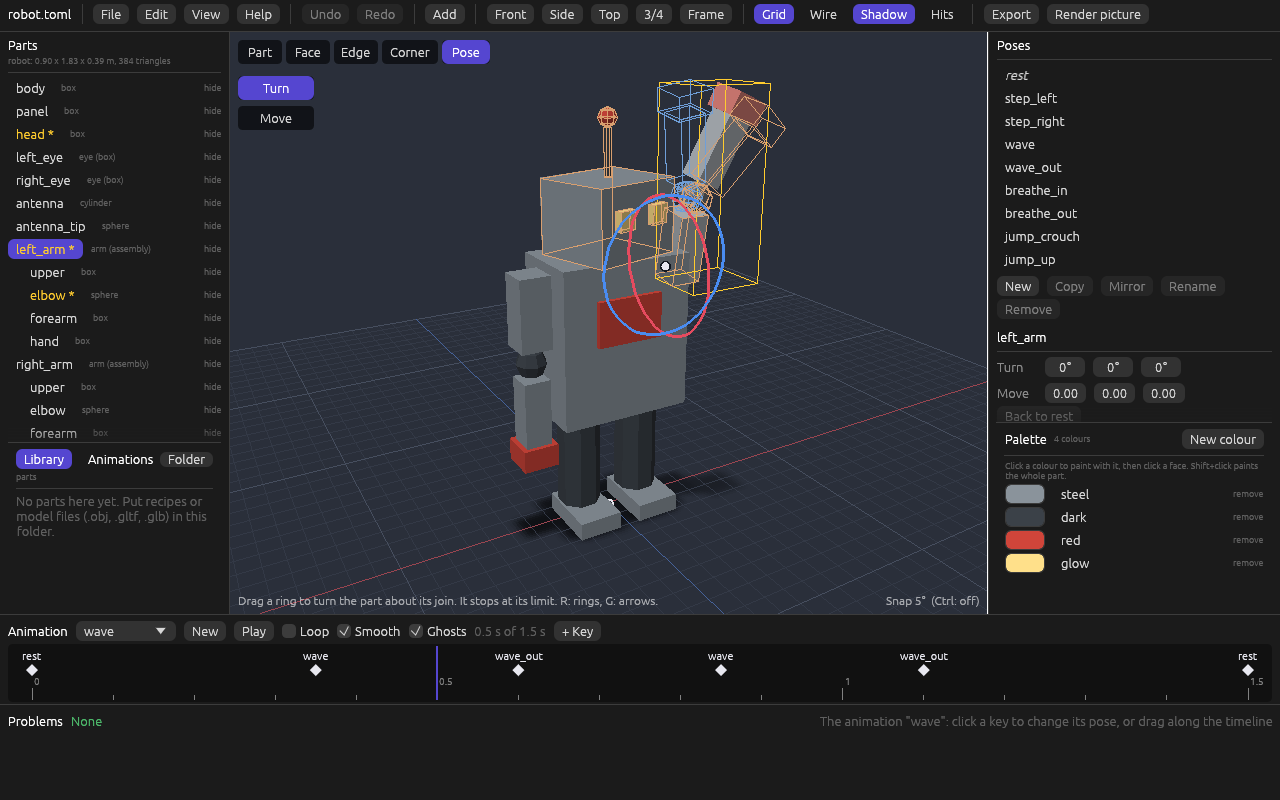 robot.toml File Edit View Help Undo Redo Add Front Side Top 3/4 Frame Grid Wire Shadow Hits Export Render picture
Parts
robot: 0.90 x 1.83 x 0.39 m, 384 triangles
body box hide
panel box hide
head * box hide
left_eye eye (box) hide
right_eye eye (box) hide
antenna cylinder hide
antenna_tip sphere hide
left_arm * arm (assembly) hide
upper box hide
elbow * sphere hide
forearm box hide
hand box hide
right_arm arm (assembly) hide
upper box hide
elbow sphere hide
forearm box hide
Library Animations Folder
parts
No parts here yet. Put recipes or
model files (.obj, .gltf, .glb) in this
folder.
Part Face Edge Corner Pose
Turn
Move
Drag a ring to turn the part about its join. It stops at its limit. R: rings, G: arrows.
Snap 5° (Ctrl: off)
Poses
rest
step_left
step_right
wave
wave_out
breathe_in
breathe_out
jump_crouch
jump_up
New Copy Mirror Rename
Remove
left_arm
Turn 0° 0° 0°
Move 0.00 0.00 0.00
Back to rest
Palette 4 colours New colour
Click a colour to paint with it, then click a face. Shift+click paints
the whole part.
steel remove
dark remove
red remove
glow remove
Animation wave New Play Loop Smooth Ghosts 0.5 s of 1.5 s + Key
rest wave wave_out wave wave_out rest
0 0.5 1 1.5
Problems None
The animation "wave": click a key to change its pose, or drag along the timeline